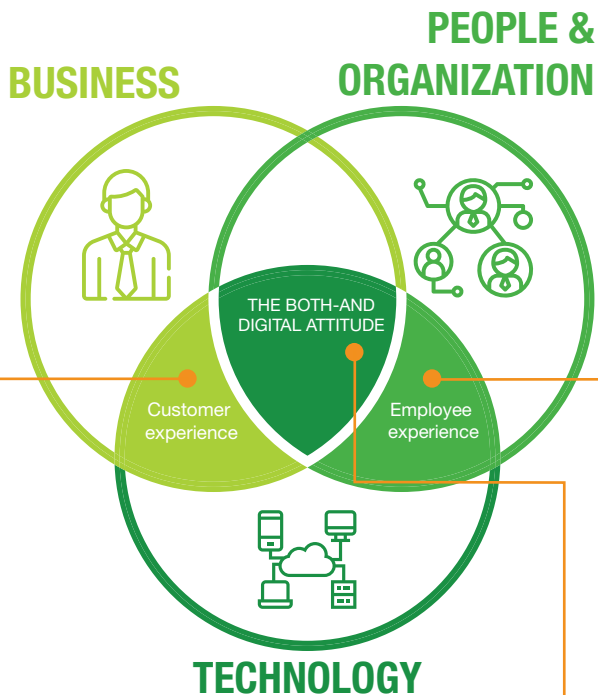 PEOPLE &
ORGANIZATION
BUSINESS
THE BOTH-AND
DIGITAL ATTITUDE
Customer
experience
Employee
experience
TECHNOLOGY